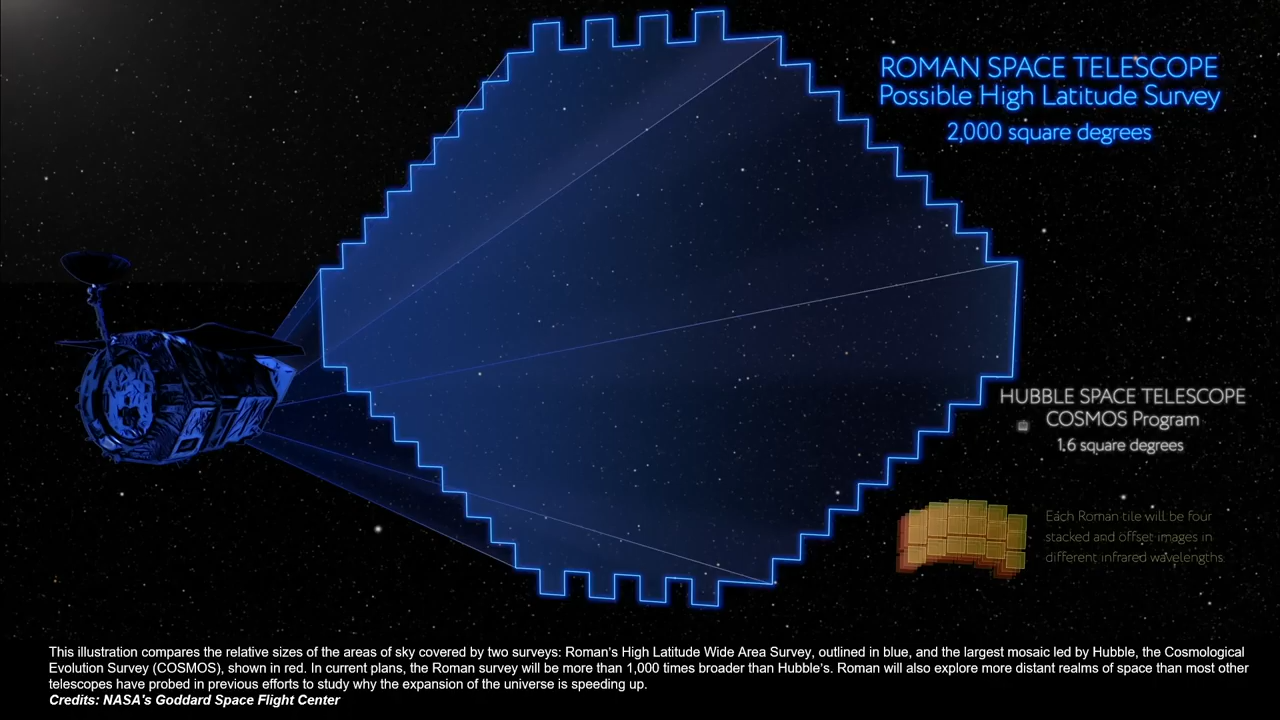 ROMAN SPACE TELESCOPE
Possible High Latitude Survey
2,000 square degrees
HUBBLE SPACE TELESCOPE
COSMOS Program
1.6 square degrees
Each Roman tile will be four
stacked and offset images in
different infrared wavelengths
This illustration compares the relative sizes of the areas of sky covered by two surveys: Roman's High Latitude Wide Area Survey, outlined in blue, and the largest mosaic led by Hubble, the Cosmological
Evolution Survey (COSMOS), shown in red. In current plans, the Roman survey will be more than 1,000 times broader than Hubble's. Roman will also explore more distant realms of space than most other
telescopes have probed in previous efforts to study why the expansion of the universe is speeding up.
Credits: NASA's Goddard Space Flight Center